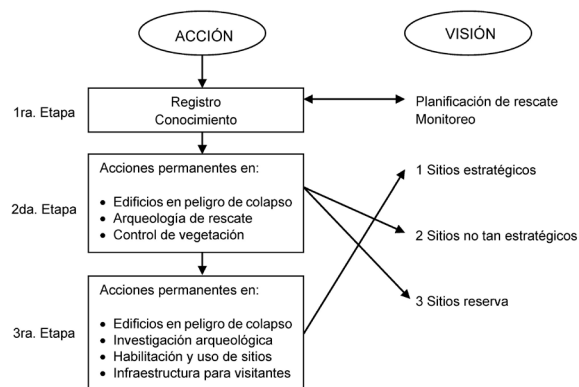 ACCIÓN
VISIÓN
1ra. Etapa
Registro
Conocimiento
Planificación de rescate
Monitoreo
2da. Etapa
Acciones permanentes en:
• Edificios en peligro de colapso
• Arqueología de rescate
• Control de vegetación
1 Sitios estratégicos
2 Sitios no tan estratégicos
3 Sitios reserva
3ra. Etapa
Acciones permanentes en:
• Edificios en peligro de colapso
• Investigación arqueológica
• Habilitación y uso de sitios
• Infraestructura para visitantes